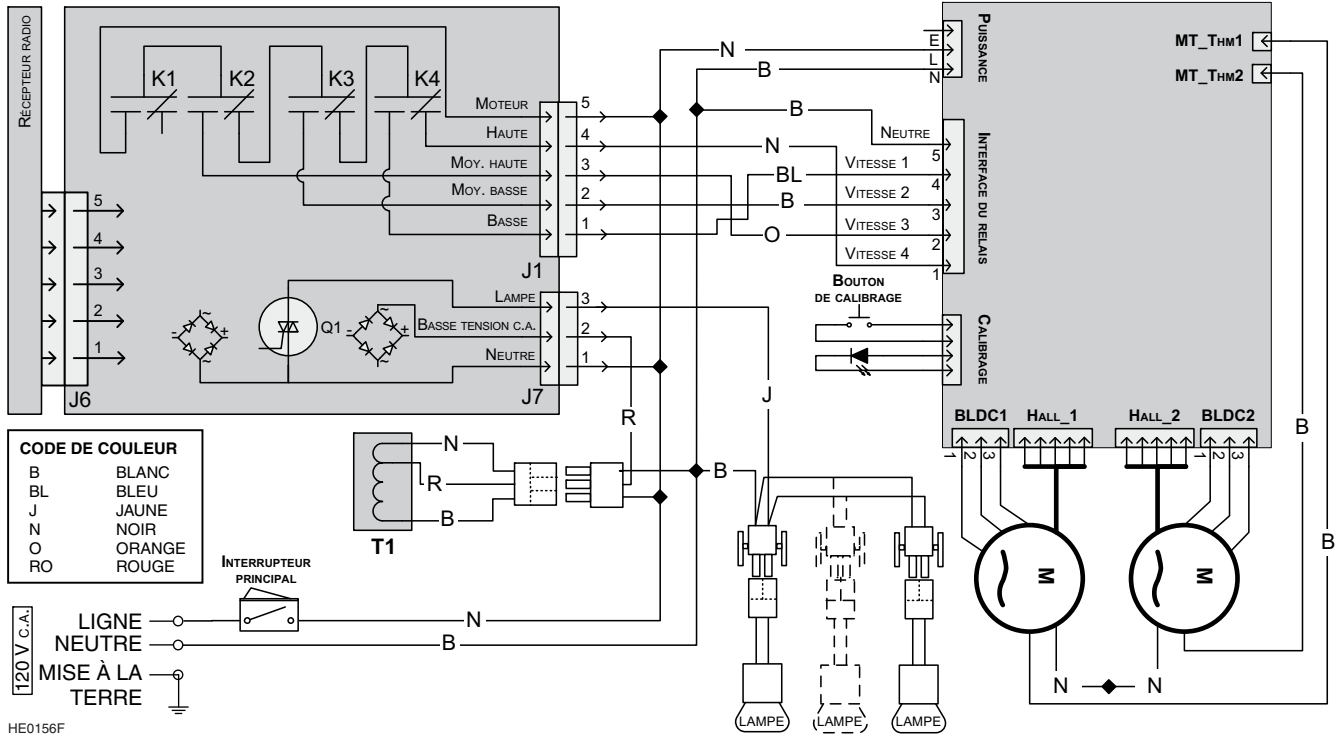 RÉCEPTEUR RADIO
K1
K2
K3
K4
MOTEUR
HAUTE
MOY. HAUTE
MOY. BASSE
BASSE
5
4
3
2
1
J1
5
4
3
2
1
J6
Q1
LAMPE
BASSE TENSION C.A.
NEUTRE
3
2
1
J7
N
B
B
N
BL
B
O
J
R
PUISSANCE
E
L
N
INTERFACE DU RELAIS
NEUTRE
VITESSE 1
VITESSE 2
VITESSE 3
VITESSE 4
5
4
3
2
1
BOUTON
DE CALIBRAGE
CALIBRAGE
MT_THM1
MT_THM2
BLDC1
HALL_1
HALL_2
BLDC2
1
2
3
1
2
3
B
B
M
M
N
N
CODE DE COULEUR
B BLANC
BL BLEU
J JAUNE
N NOIR
O ORANGE
RO ROUGE
N
R
B
T1
B
INTERRUPTEUR
PRINCIPAL
120 V C.A.
LIGNE
NEUTRE
MISE À LA
TERRE
N
B
LAMPE
LAMPE
LAMPE
HE0156F